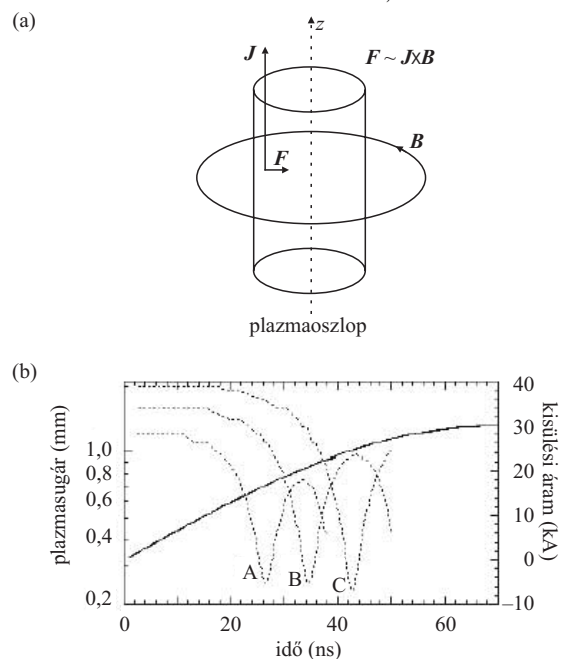 (a)
z
J
F ~ J×B
B
F
plazmaoszlop
(b)
plazmasugár (mm)
1,0
0,8
0,6
0,4
0,2
A
B
C
40
30
20
10
0
–10
kisülési áram (kA)
0
20
40
60
idő (ns)